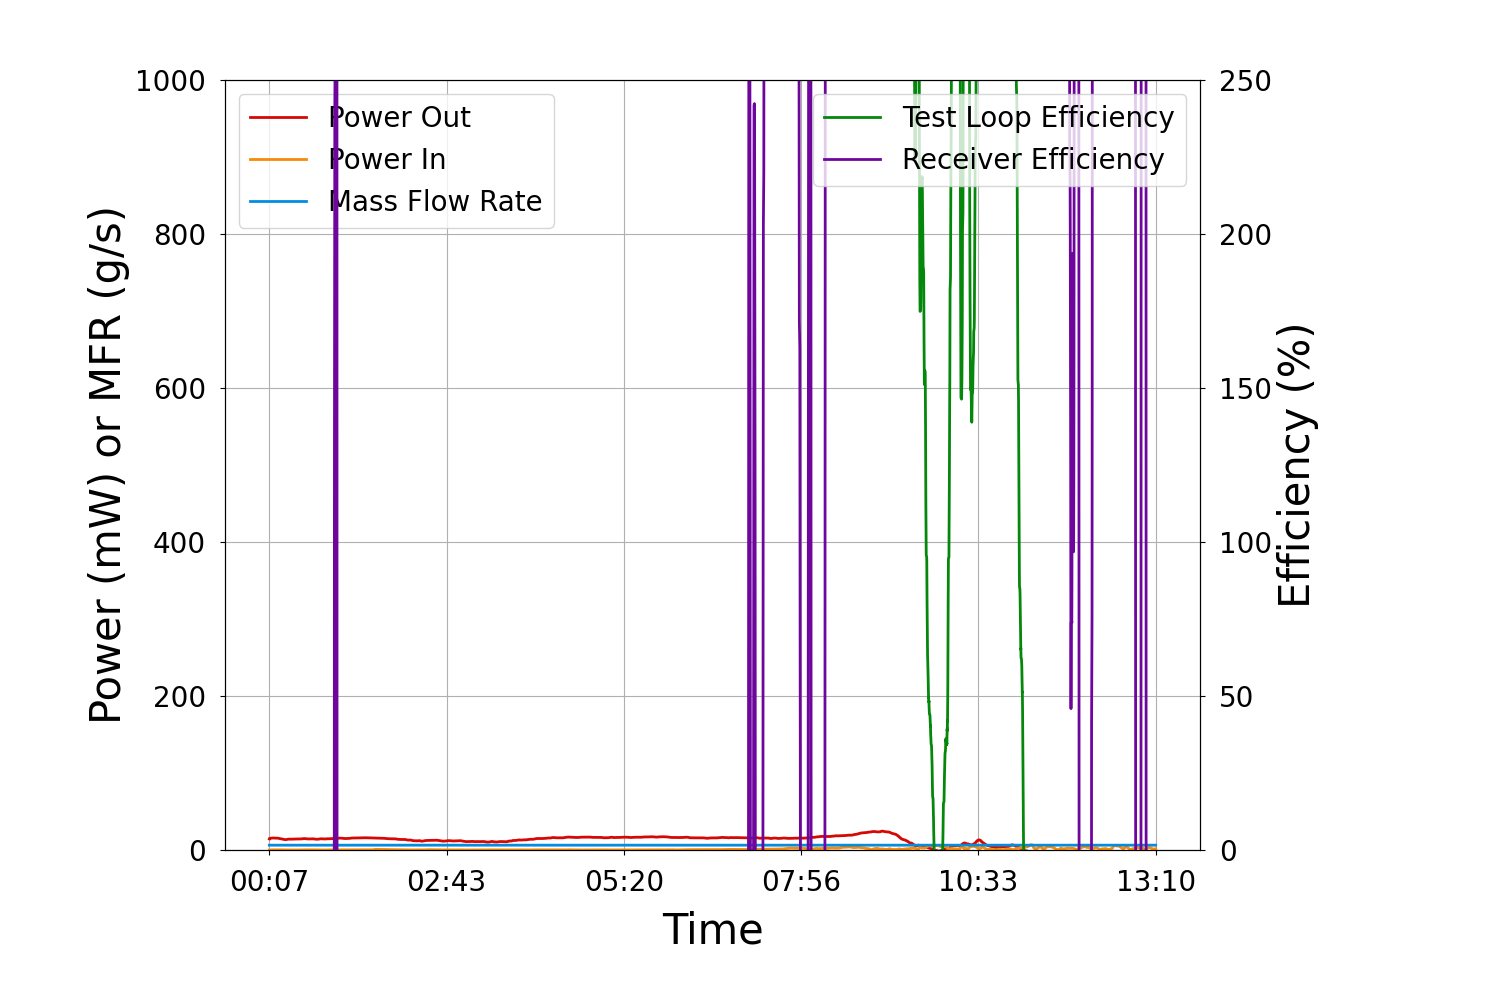 1000
800
600
400
200
0
Power (mW) or MFR (g/s)
Power Out
Power In
Mass Flow Rate
Test Loop Efficiency
Receiver Efficiency
250
200
150
100
50
0
Efficiency (%)
00:07 02:43 05:20 07:56 10:33 13:10
Time